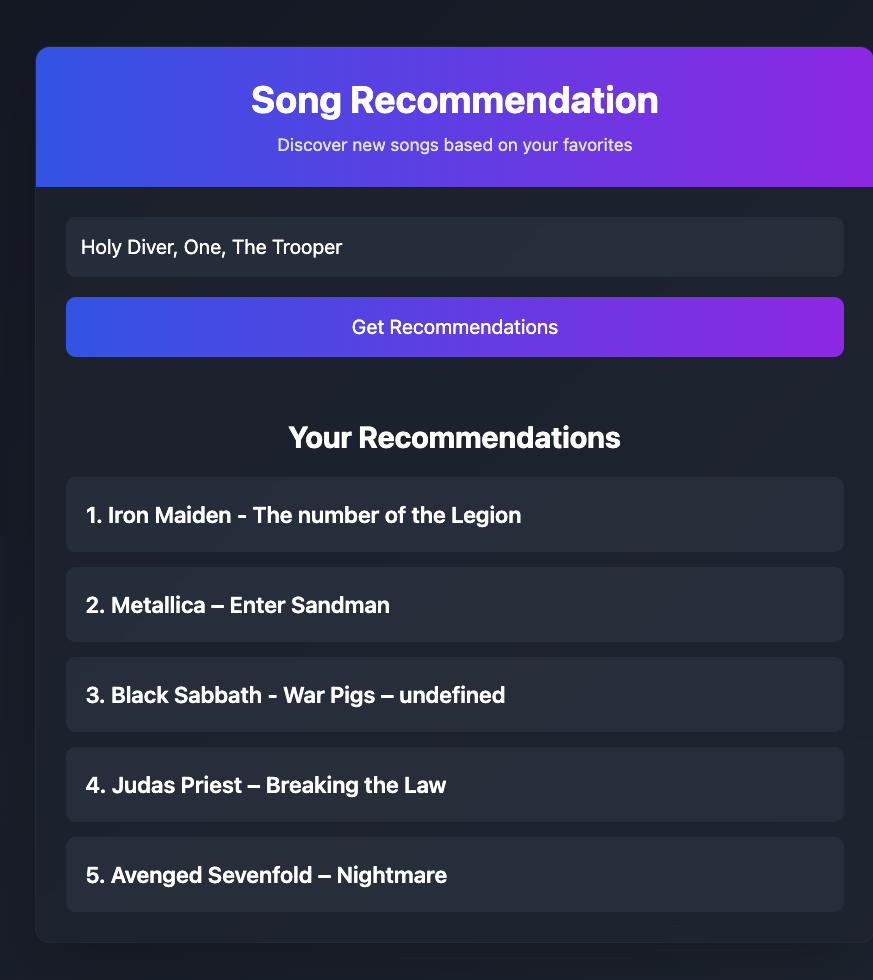 Song Recommendation
Discover new songs based on your favorites
Holy Diver, One, The Trooper
Get Recommendations
Your Recommendations
1. Iron Maiden - The number of the Legion
2. Metallica – Enter Sandman
3. Black Sabbath - War Pigs – undefined
4. Judas Priest – Breaking the Law
5. Avenged Sevenfold – Nightmare